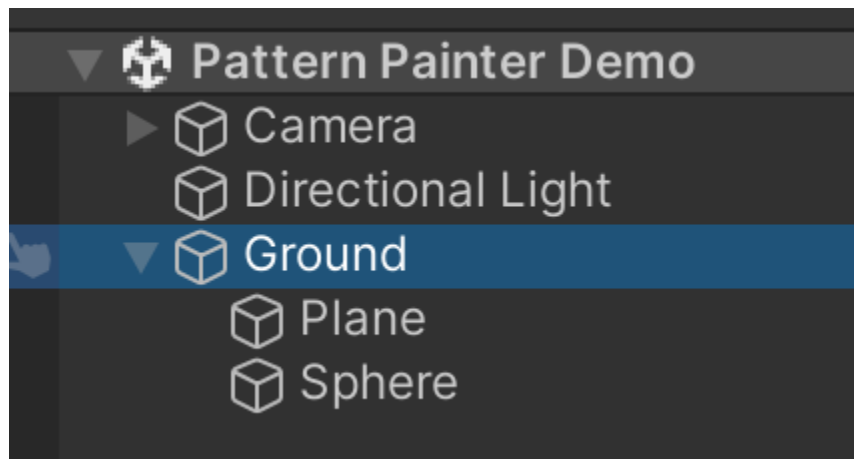 Pattern Painter Demo
Camera
Directional Light
Ground
Plane
Sphere